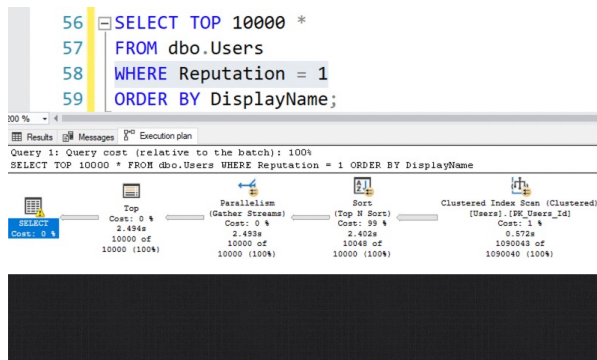 56 SELECT TOP 10000 *
57 FROM dbo.Users
58 WHERE Reputation = 1
59 ORDER BY DisplayName;
200 %
Results Messages Execution plan
Query 1: Query cost (relative to the batch): 100%
SELECT TOP 10000 * FROM dbo.Users WHERE Reputation = 1 ORDER BY DisplayName
SELECT
Cost: 0 %
Top
Cost: 0 %
2.494s
10000 of
10000 (100%)
Parallelism
(Gather Streams)
Cost: 0 %
2.493s
10000 of
10000 (100%)
Sort
(Top N Sort)
Cost: 99 %
2.402s
10048 of
10000 (100%)
Clustered Index Scan (Clustered)
[Users].[PK_Users_Id]
Cost: 1 %
0.572s
1090043 of
1090040 (100%)